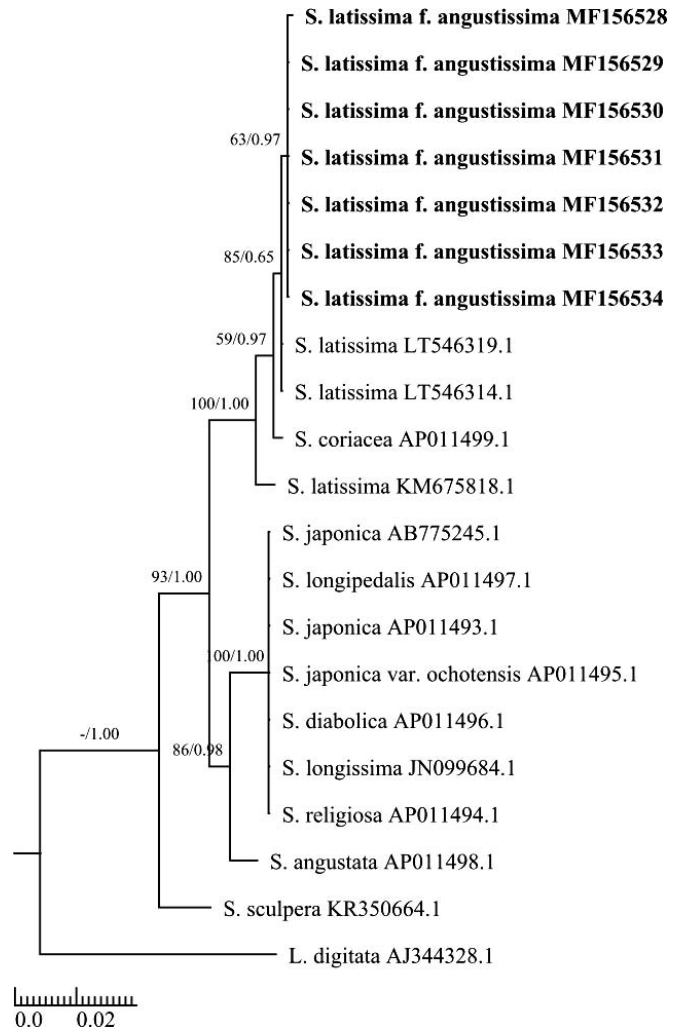 S. latissima f. angustissima MF156528
S. latissima f. angustissima MF156529
S. latissima f. angustissima MF156530
63/0.97
S. latissima f. angustissima MF156531
S. latissima f. angustissima MF156532
S. latissima f. angustissima MF156533
85/0.65
S. latissima f. angustissima MF156534
59/0.97
S. latissima LT546319.1
S. latissima LT546314.1
100/1.00
S. coriacea AP011499.1
S. latissima KM675818.1
S. japonica AB775245.1
93/1.00
S. longipedalis AP011497.1
S. japonica AP011493.1
100/1.00
S. japonica var. ochotensis AP011495.1
S. diabolica AP011496.1
-/1.00
86/0.98
S. longissima JN099684.1
S. religiosa AP011494.1
S. angustata AP011498.1
S. sculpera KR350664.1
L. digitata AJ344328.1
0.0 0.02